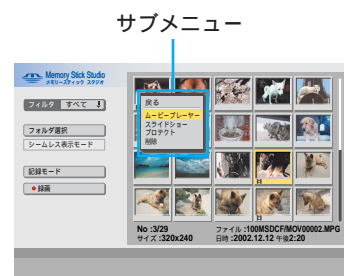 サブメニュー
Memory Stick Studio
メモリースティック スタジオ
フィルタ すべて
フォルダ選択
シームレス表示モード
記録モード
●録画
戻る
ムービープレーヤー
スライドショー
プロテクト
削除
No :3/29
サイズ :320x240
ファイル :100MSDCF/MOV00002.MPG
日時 :2002.12.12 午後2:20